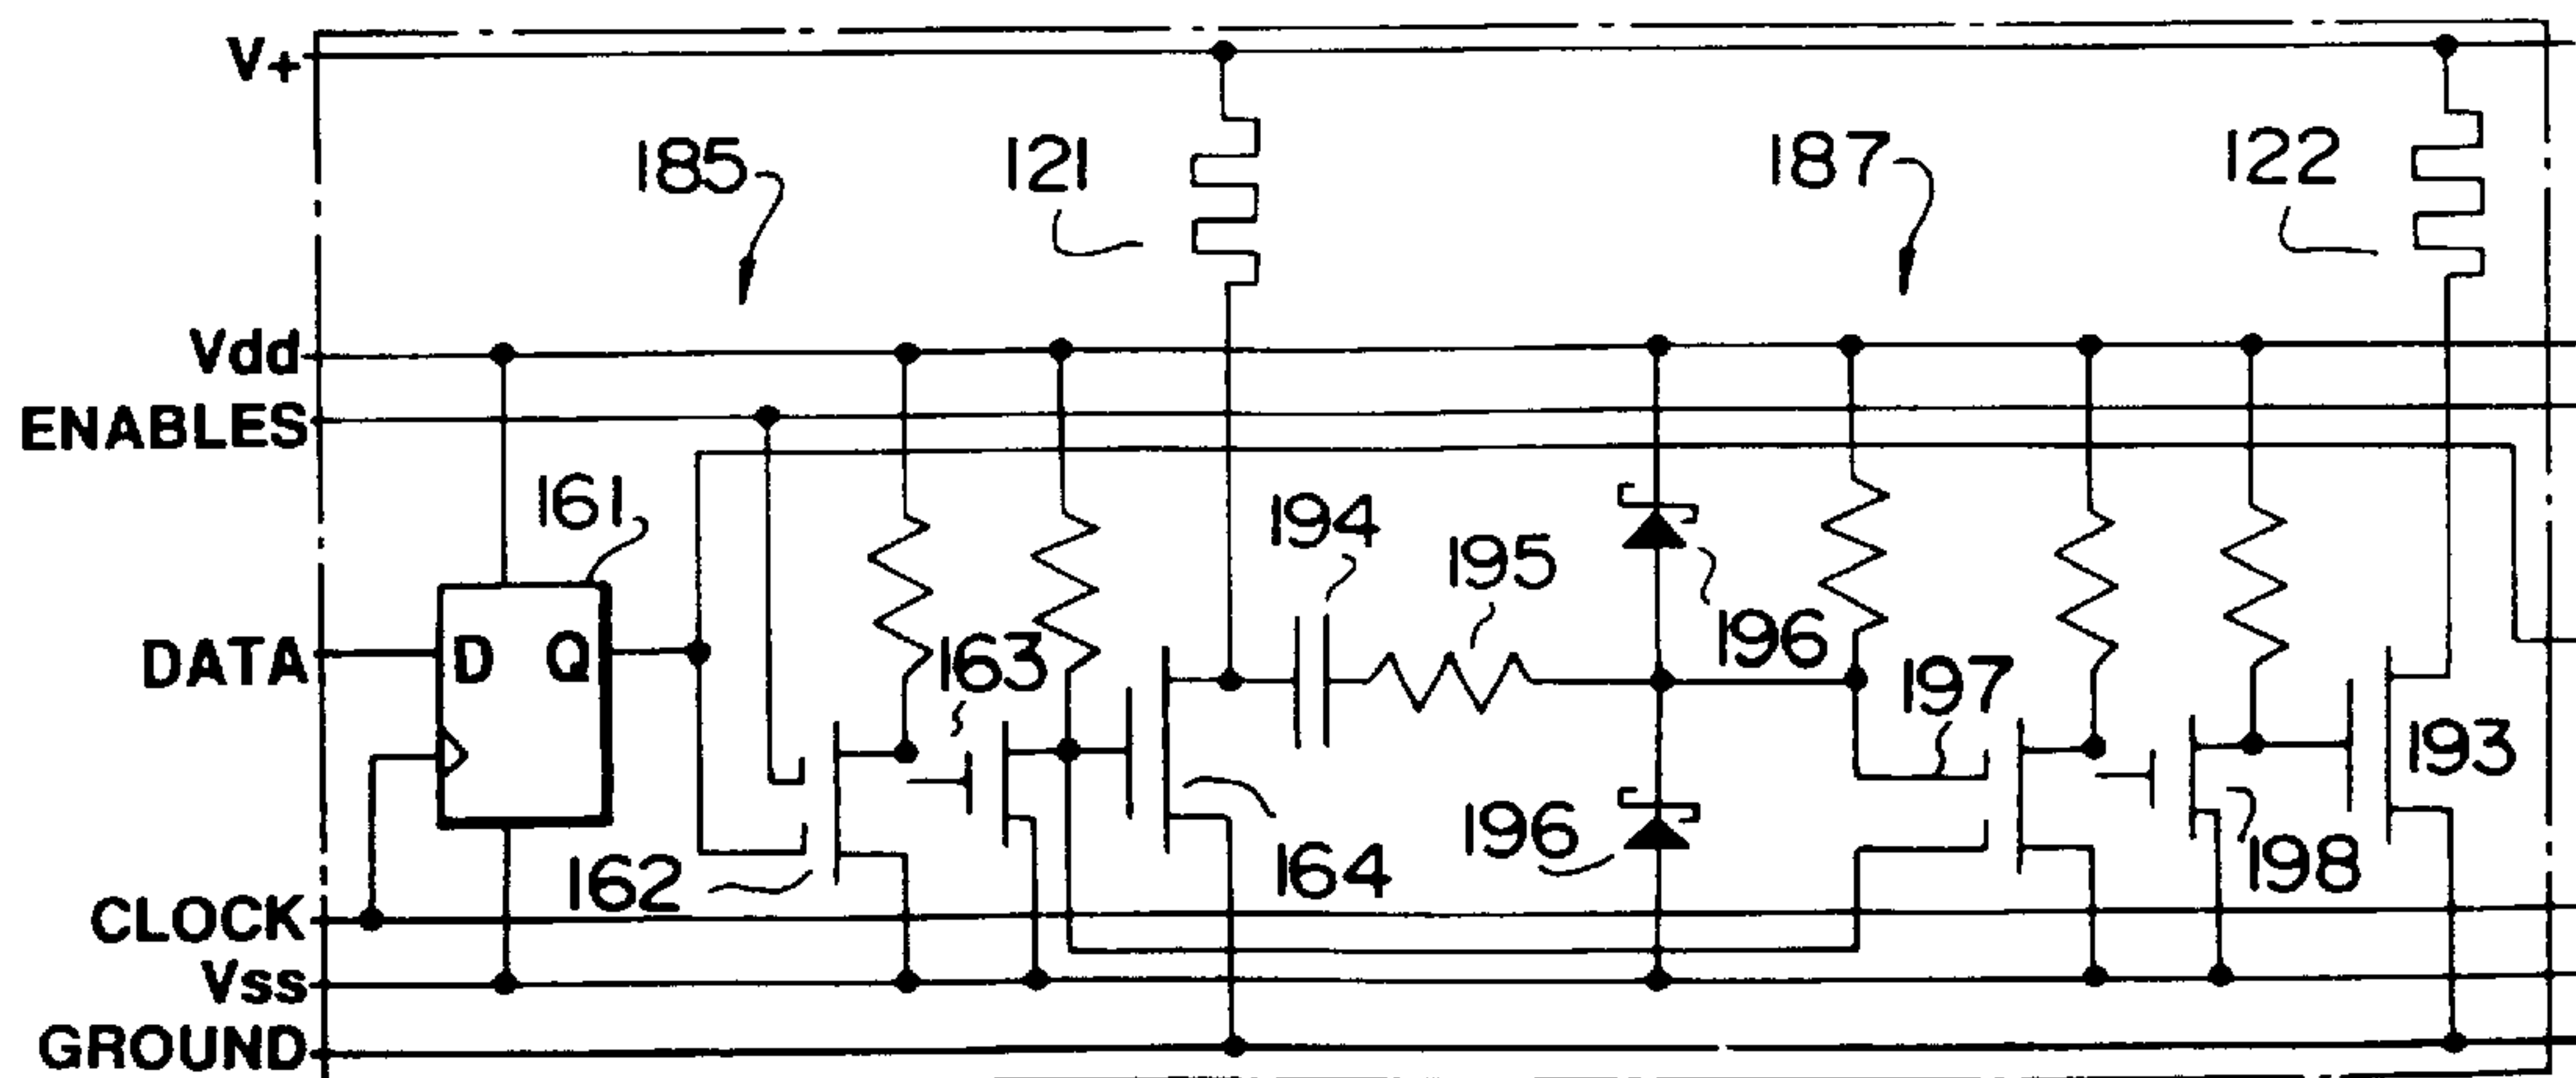 V+
185
121
187
122
Vdd
ENABLES
161
194
195
196
DATA
D
Q
163
197
193
162
164
196
198
CLOCK
Vss
GROUND